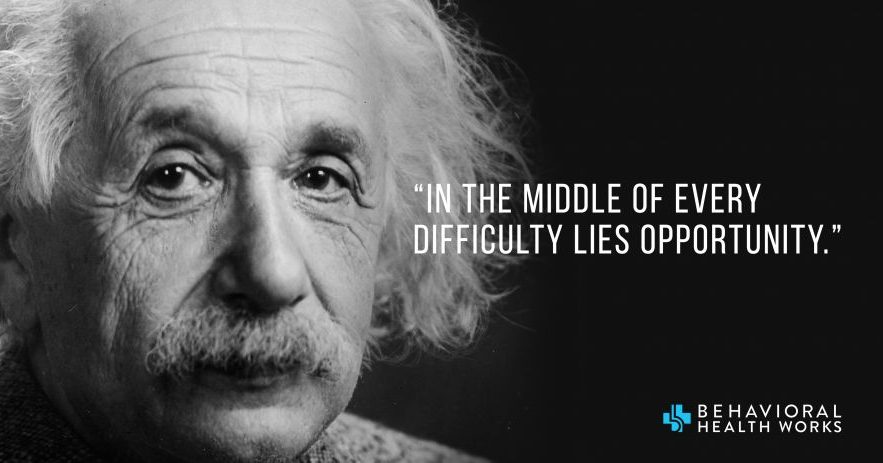 “IN THE MIDDLE OF EVERY
DIFFICULTY LIES OPPORTUNITY.”
BEHAVIORAL
HEALTH WORKS